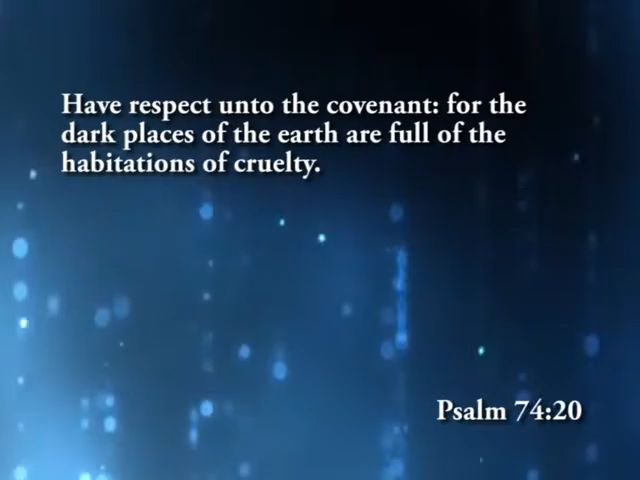 Have respect unto the covenant: for the
dark places of the earth are full of the
habitations of cruelty.
Psalm 74:20